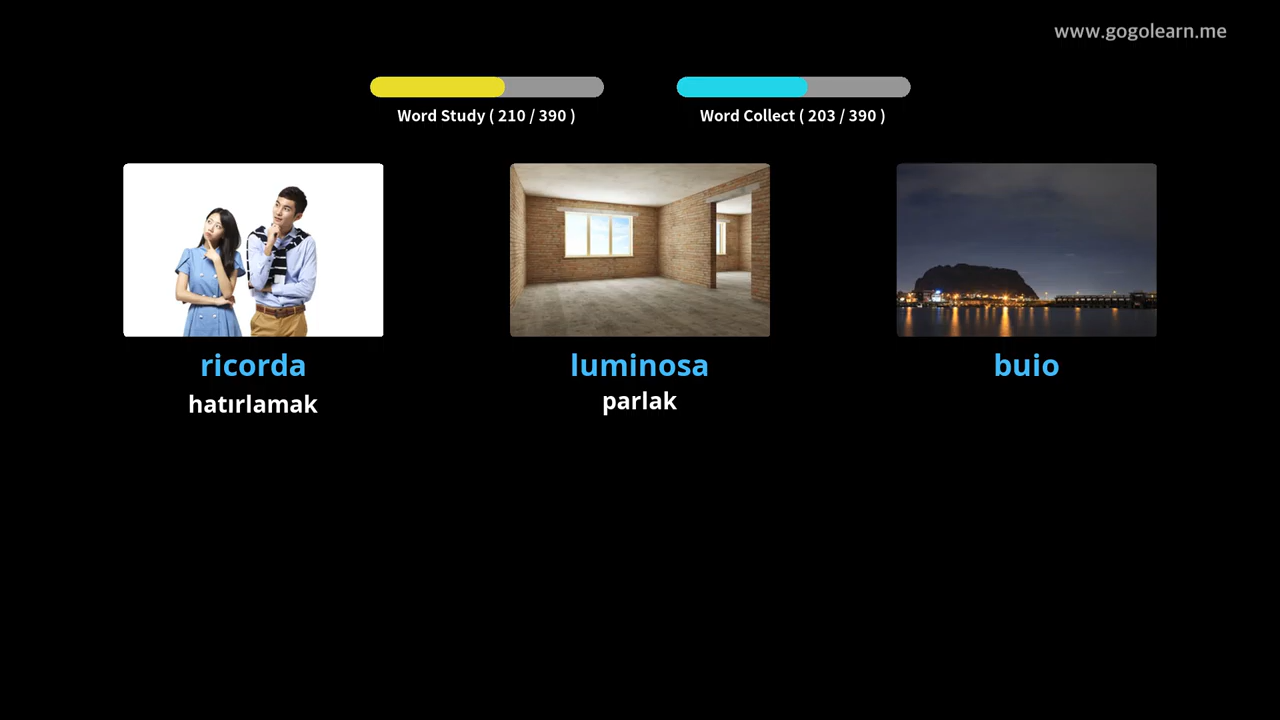 www.gogolearn.me
Word Study ( 210 / 390 )
Word Collect ( 203 / 390 )
ricorda
hatırlamak
luminosa
parlak
buio